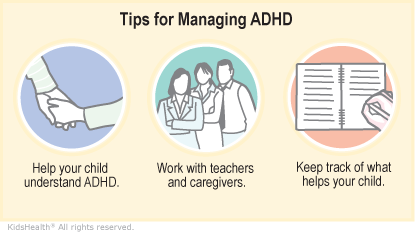 Tips for Managing ADHD
Help your child
understand ADHD.
Work with teachers
and caregivers.
Keep track of what
helps your child.
KidsHealth® All rights reserved.